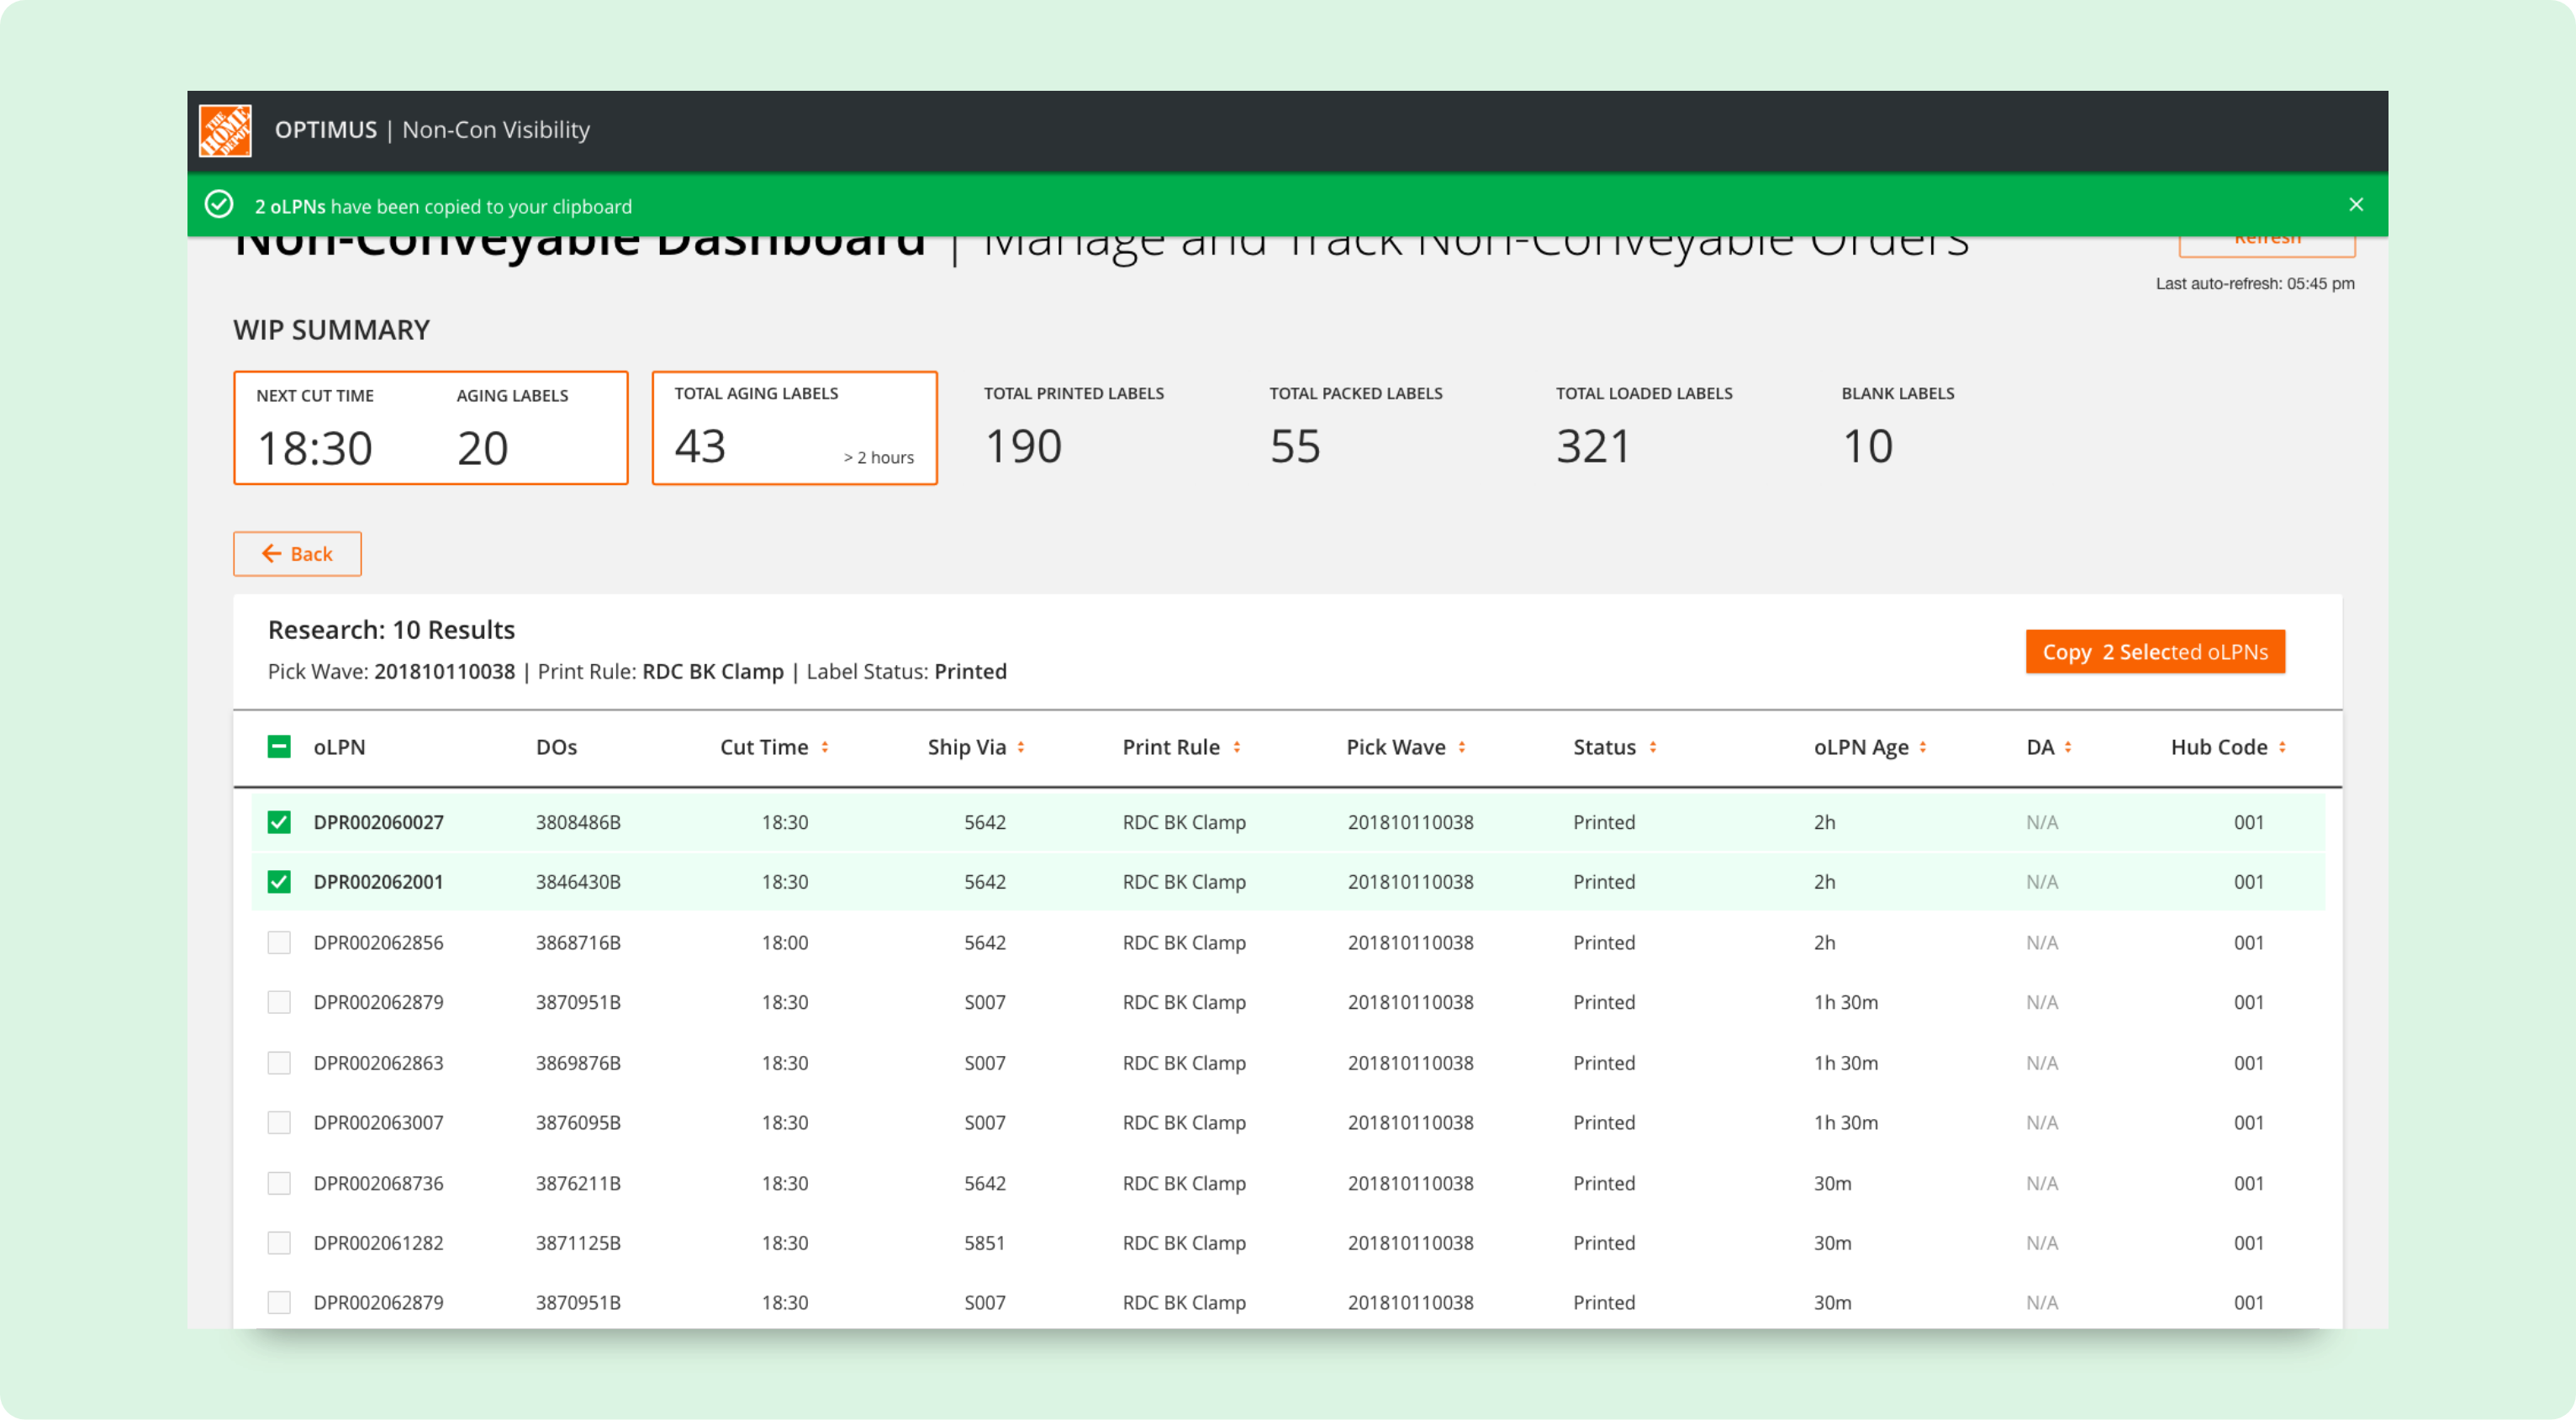 THE HOME DEPOT
OPTIMUS | Non-Con Visibility
2 oLPNs have been copied to your clipboard
Non-Conveyable Dashboard | Manage and Track Non-Conveyable Orders
Refresh
Last auto-refresh: 05:45 pm
WIP SUMMARY
NEXT CUT TIME AGING LABELS TOTAL AGING LABELS TOTAL PRINTED LABELS TOTAL PACKED LABELS TOTAL LOADED LABELS BLANK LABELS
18:30 20 43 > 2 hours 190 55 321 10
Back
Research: 10 Results
Pick Wave: 201810110038 | Print Rule: RDC BK Clamp | Label Status: Printed
Copy 2 Selected oLPNs
oLPN DOs Cut Time Ship Via Print Rule Pick Wave Status oLPN Age DA Hub Code
DPR002060027 3808486B 18:30 5642 RDC BK Clamp 201810110038 Printed 2h N/A 001
DPR002062001 3846430B 18:30 5642 RDC BK Clamp 201810110038 Printed 2h N/A 001
DPR002062856 3868716B 18:00 5642 RDC BK Clamp 201810110038 Printed 2h N/A 001
DPR002062879 3870951B 18:30 S007 RDC BK Clamp 201810110038 Printed 1h 30m N/A 001
DPR002062863 3869876B 18:30 S007 RDC BK Clamp 201810110038 Printed 1h 30m N/A 001
DPR002063007 3876095B 18:30 S007 RDC BK Clamp 201810110038 Printed 1h 30m N/A 001
DPR002068736 3876211B 18:30 5642 RDC BK Clamp 201810110038 Printed 30m N/A 001
DPR002061282 3871125B 18:30 5851 RDC BK Clamp 201810110038 Printed 30m N/A 001
DPR002062879 3870951B 18:30 S007 RDC BK Clamp 201810110038 Printed 30m N/A 001